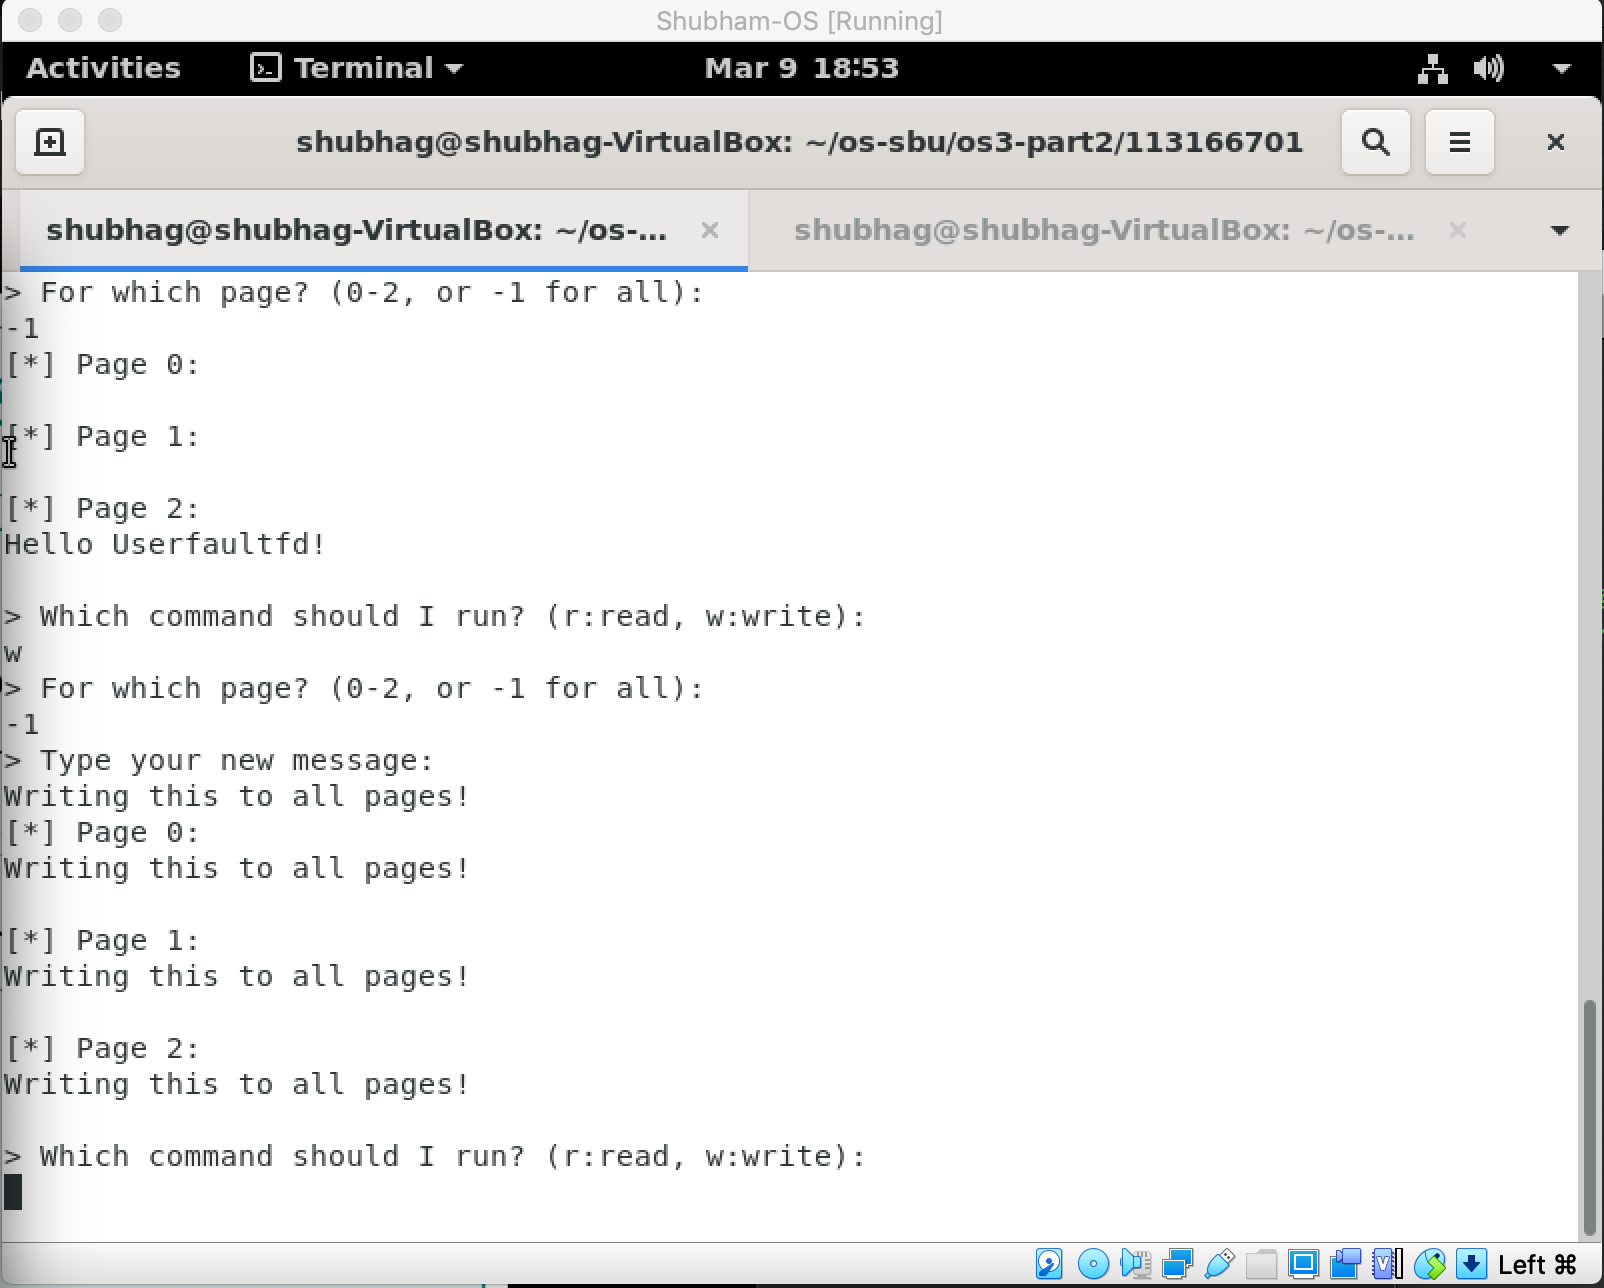 Shubham-OS [Running]
Activities Terminal Mar 9 18:53
shubhag@shubhag-VirtualBox: ~/os-sbu/os3-part2/113166701
shubhag@shubhag-VirtualBox: ~/os-... shubhag@shubhag-VirtualBox: ~/os-...
> For which page? (0-2, or -1 for all):
-1
[*] Page 0:
[*] Page 1:
[*] Page 2:
Hello Userfaultfd!
> Which command should I run? (r:read, w:write):
w
> For which page? (0-2, or -1 for all):
-1
> Type your new message:
Writing this to all pages!
[*] Page 0:
Writing this to all pages!
[*] Page 1:
Writing this to all pages!
[*] Page 2:
Writing this to all pages!
> Which command should I run? (r:read, w:write):
Left ⌘